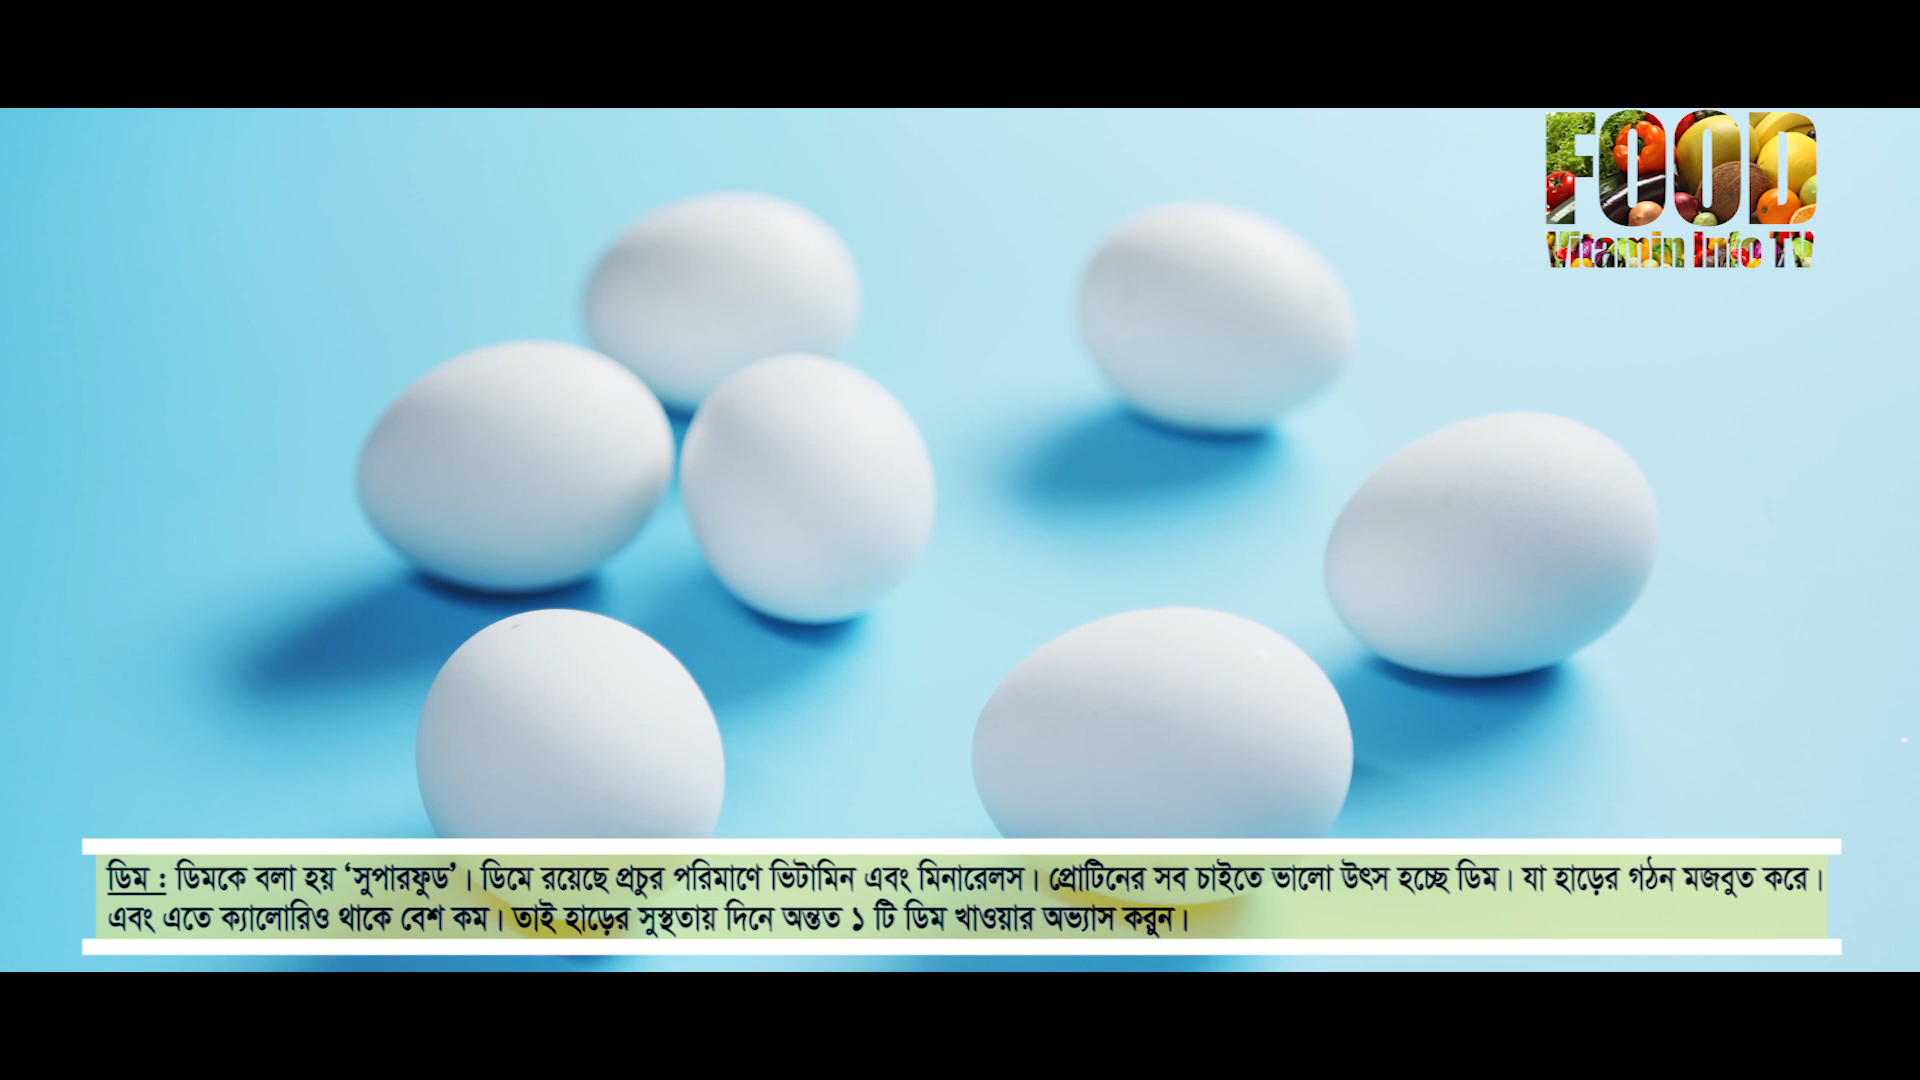 FOOD
Vitamin Info TV
ডিম : ডিমকে বলা হয় ‘সুপারফুড’। ডিমে রয়েছে প্রচুর পরিমাণে ভিটামিন এবং মিনারেলস। প্রোটিনের সব চাইতে ভালো উৎস হচ্ছে ডিম। যা হাড়ের গঠন মজবুত করে।
এবং এতে ক্যালোরিও থাকে বেশ কম। তাই হাড়ের সুস্থতায় দিনে অন্তত ১ টি ডিম খাওয়ার অভ্যাস করুন।